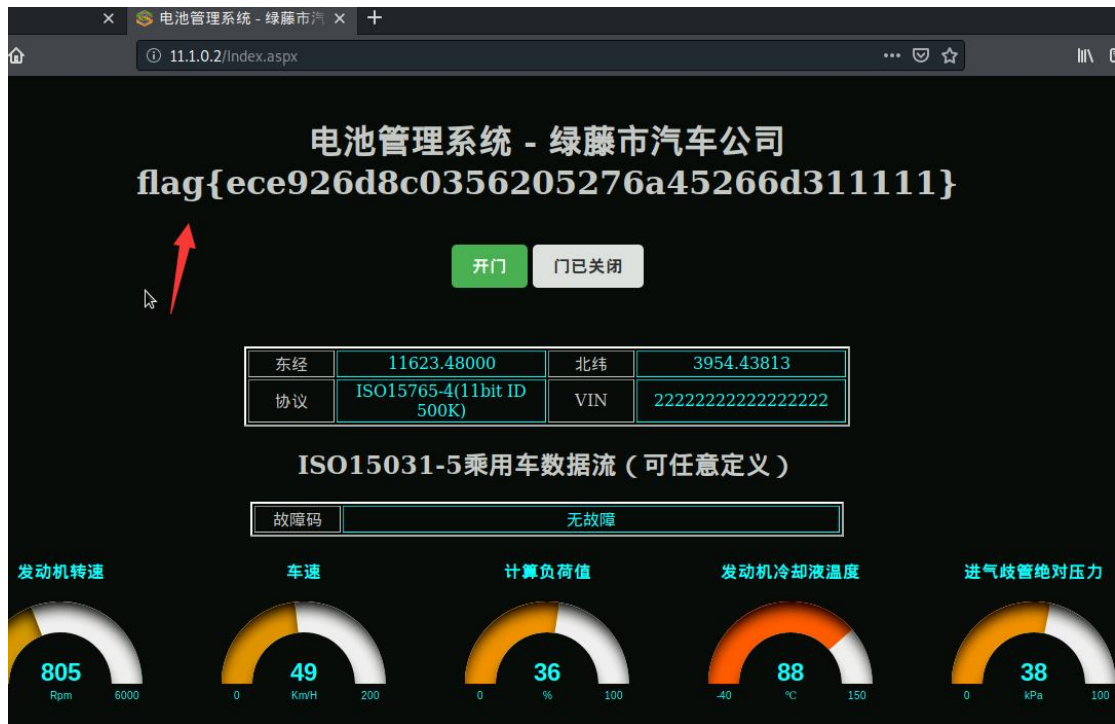 电池管理系统 - 绿藤市汽
11.1.0.2/Index.aspx
电池管理系统 - 绿藤市汽车公司
flag{ece926d8c0356205276a45266d311111}
开门 门已关闭
东经 11623.48000 北纬 3954.43813
协议 ISO15765-4(11bit ID 500K) VIN 22222222222222222
ISO15031-5乘用车数据流（可任意定义）
故障码 无故障
发动机转速 车速 计算负荷值 发动机冷却液温度 进气歧管绝对压力
805 49 36 88 38
Rpm 6000 0 Km/H 200 0 % 100 -40 ℃ 150 0 kPa 100